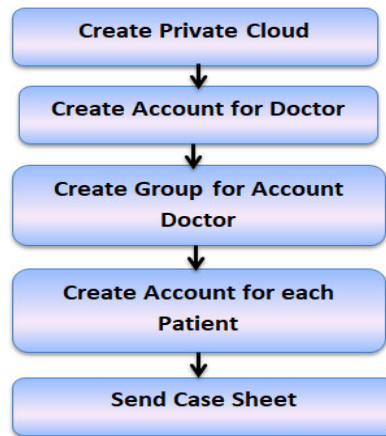 Create Private Cloud
Create Account for Doctor
Create Group for Account
Doctor
Create Account for each
Patient
Send Case Sheet